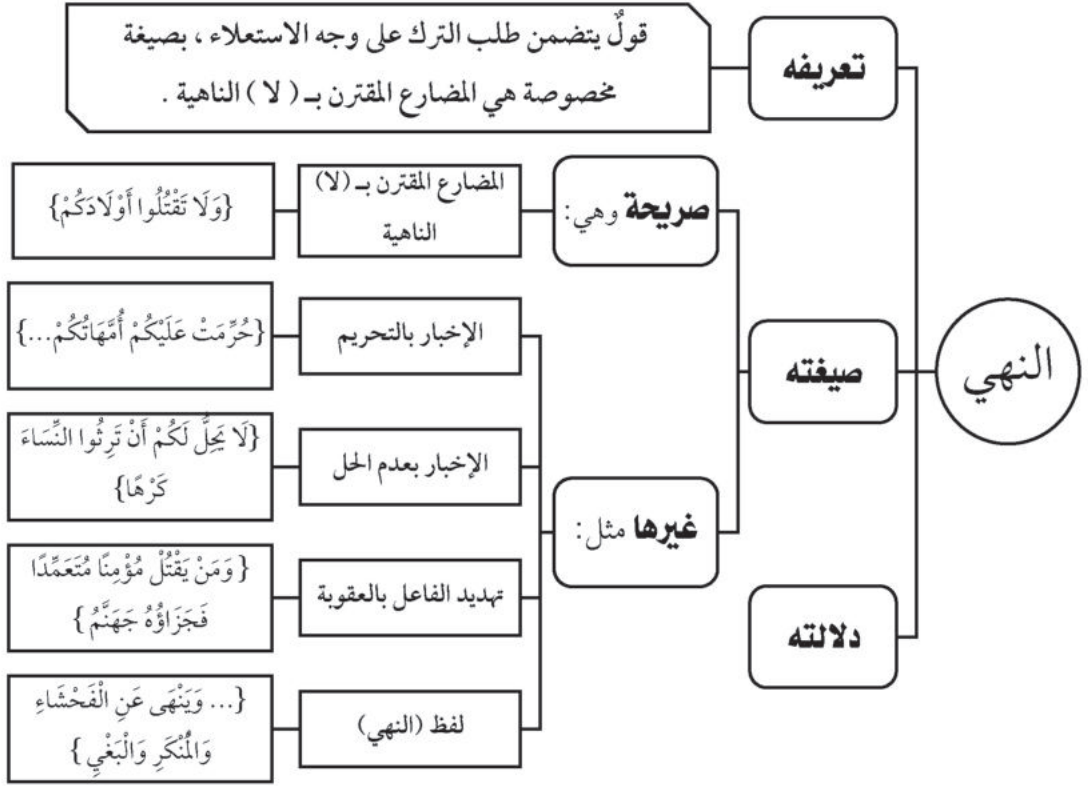 النهي
تعريفه
قولٌ يتضمن طلب الترك على وجه الاستعلاء ، بصيغة
مخصوصة هي المضارع المقترن بـ ( لا ) الناهية .
صيغته
صريحة وهي:
المضارع المقترن بـ (لا)
الناهية
{وَلَا تَقْتُلُوا أَوْلَادَكُمْ}
غيرها مثل:
الإخبار بالتحريم
{حُرِّمَتْ عَلَيْكُمْ أُمَّهَاتُكُمْ...}
الإخبار بعدم الحل
{لَا يَحِلُّ لَكُمْ أَنْ تَرِثُوا النِّسَاءَ
كَرْهًا}
تهديد الفاعل بالعقوبة
{ وَمَنْ يَقْتُلْ مُؤْمِنًا مُتَعَمِّدًا
فَجَزَاؤُهُ جَهَنَّمُ }
لفظ (النهي)
{... وَيَنْهَى عَنِ الْفَحْشَاءِ
وَالْمُنْكَرِ وَالْبَغْيِ }
دلالته